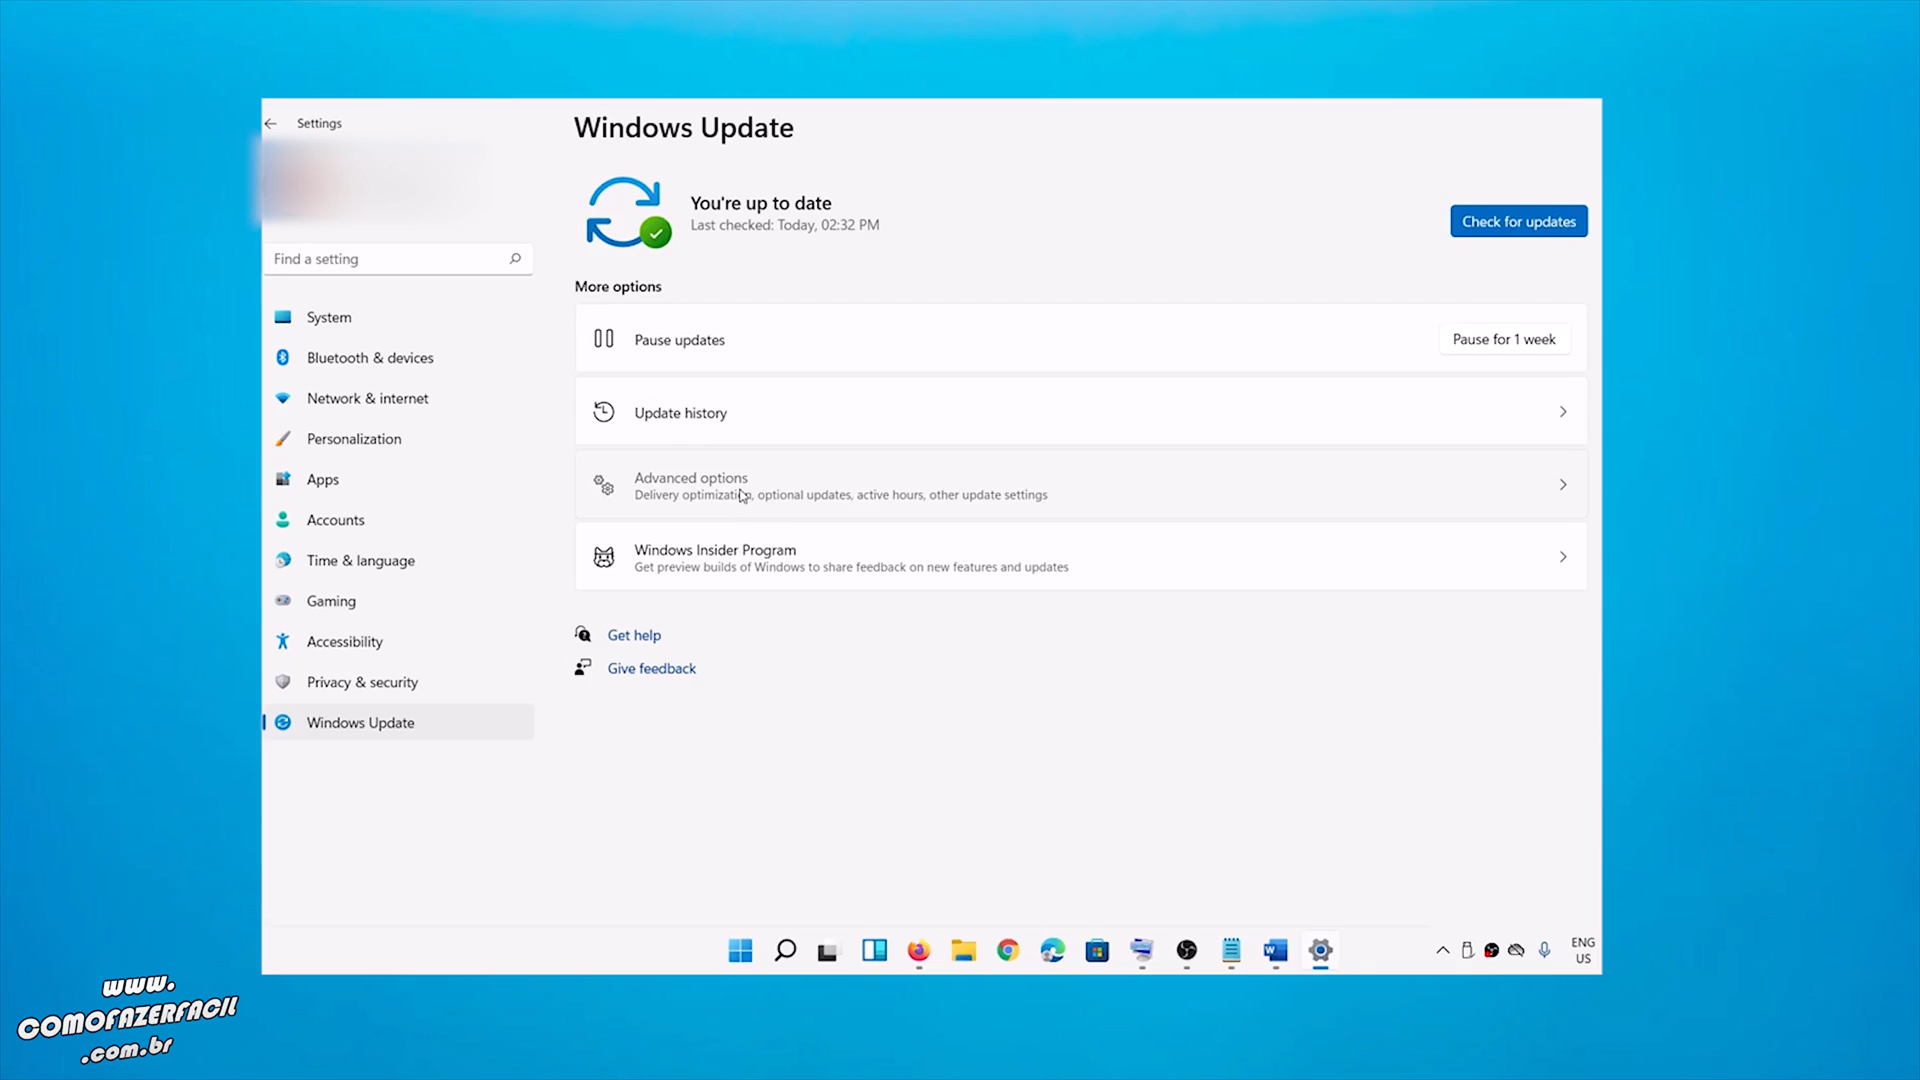 Settings
Find a setting
System
Bluetooth & devices
Network & internet
Personalization
Apps
Accounts
Time & language
Gaming
Accessibility
Privacy & security
Windows Update
Windows Update
You're up to date
Last checked: Today, 02:32 PM
Check for updates
More options
Pause updates
Pause for 1 week
Update history
Advanced options
Delivery optimization, optional updates, active hours, other update settings
Windows Insider Program
Get preview builds of Windows to share feedback on new features and updates
Get help
Give feedback
W
ENG
US
www.
COMOFAZERFACIL
.com.br